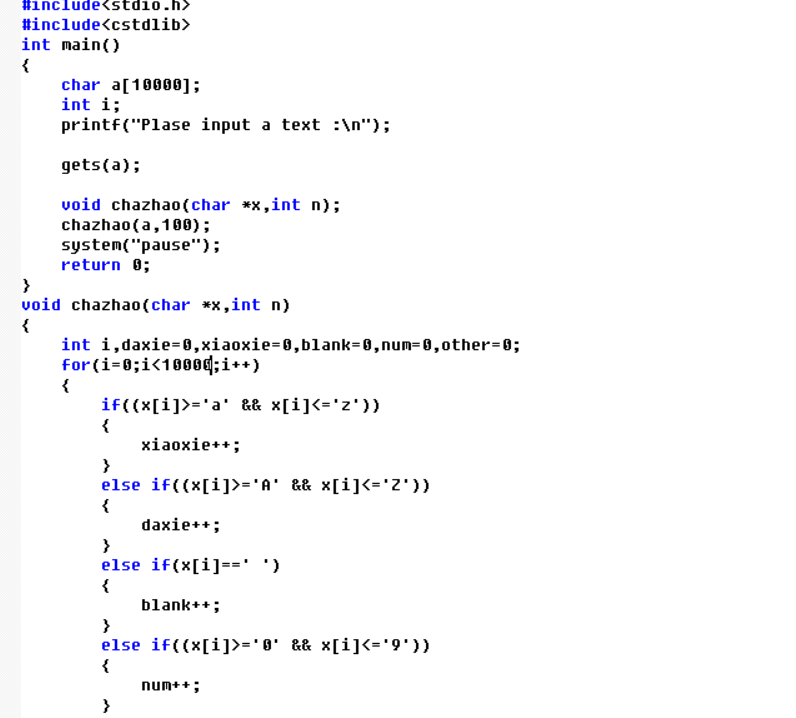 #include<stdio.h>
#include<cstdlib>
int main()
{
    char a[10000];
    int i;
    printf("Plase input a text :\n");

    gets(a);

    void chazhao(char *x,int n);
    chazhao(a,100);
    system("pause");
    return 0;
}
void chazhao(char *x,int n)
{
    int i,daxie=0,xiaoxie=0,blank=0,num=0,other=0;
    for(i=0;i<10000;i++)
    {
        if((x[i]>='a' && x[i]<='z'))
        {
            xiaoxie++;
        }
        else if((x[i]>='A' && x[i]<='Z'))
        {
            daxie++;
        }
        else if(x[i]==' ')
        {
            blank++;
        }
        else if((x[i]>='0' && x[i]<='9'))
        {
            num++;
        }